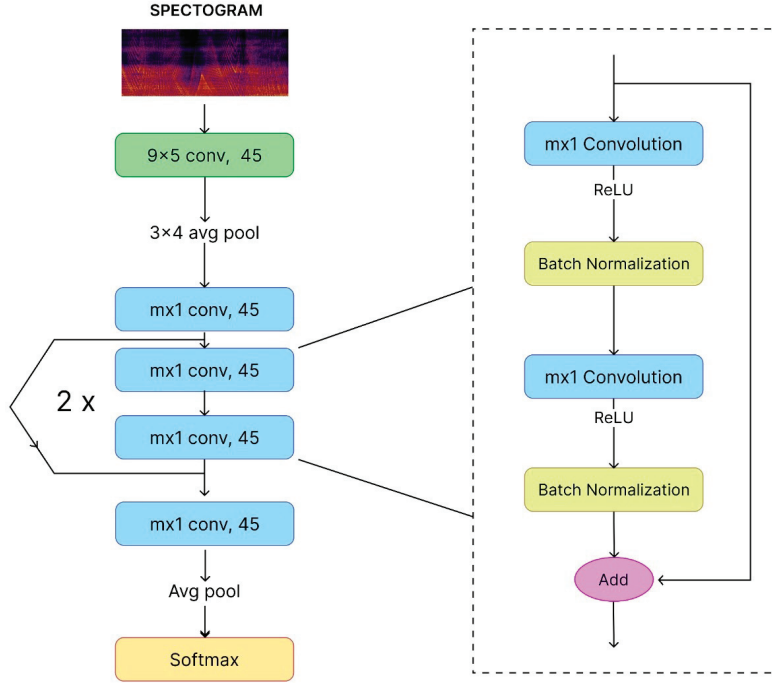 SPECTOGRAM
9×5 conv, 45
3×4 avg pool
mx1 conv, 45
mx1 conv, 45
2 x
mx1 conv, 45
mx1 conv, 45
Avg pool
Softmax
mx1 Convolution
ReLU
Batch Normalization
mx1 Convolution
ReLU
Batch Normalization
Add